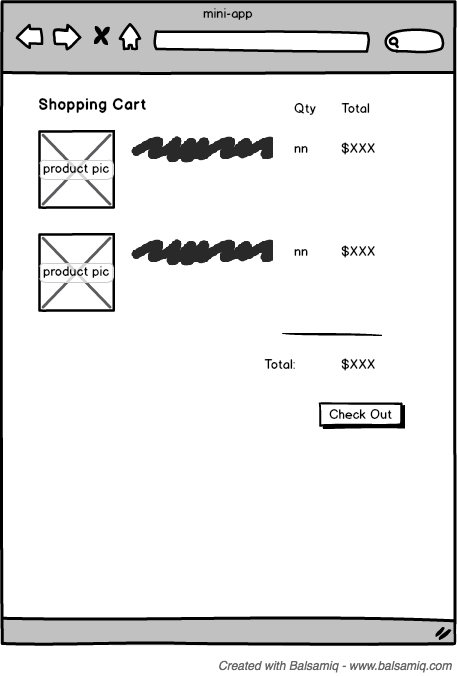 mini-app
Shopping Cart
Qty Total
product pic nn $XXX
product pic nn $XXX
Total: $XXX
Check Out
Created with Balsamiq - www.balsamiq.com